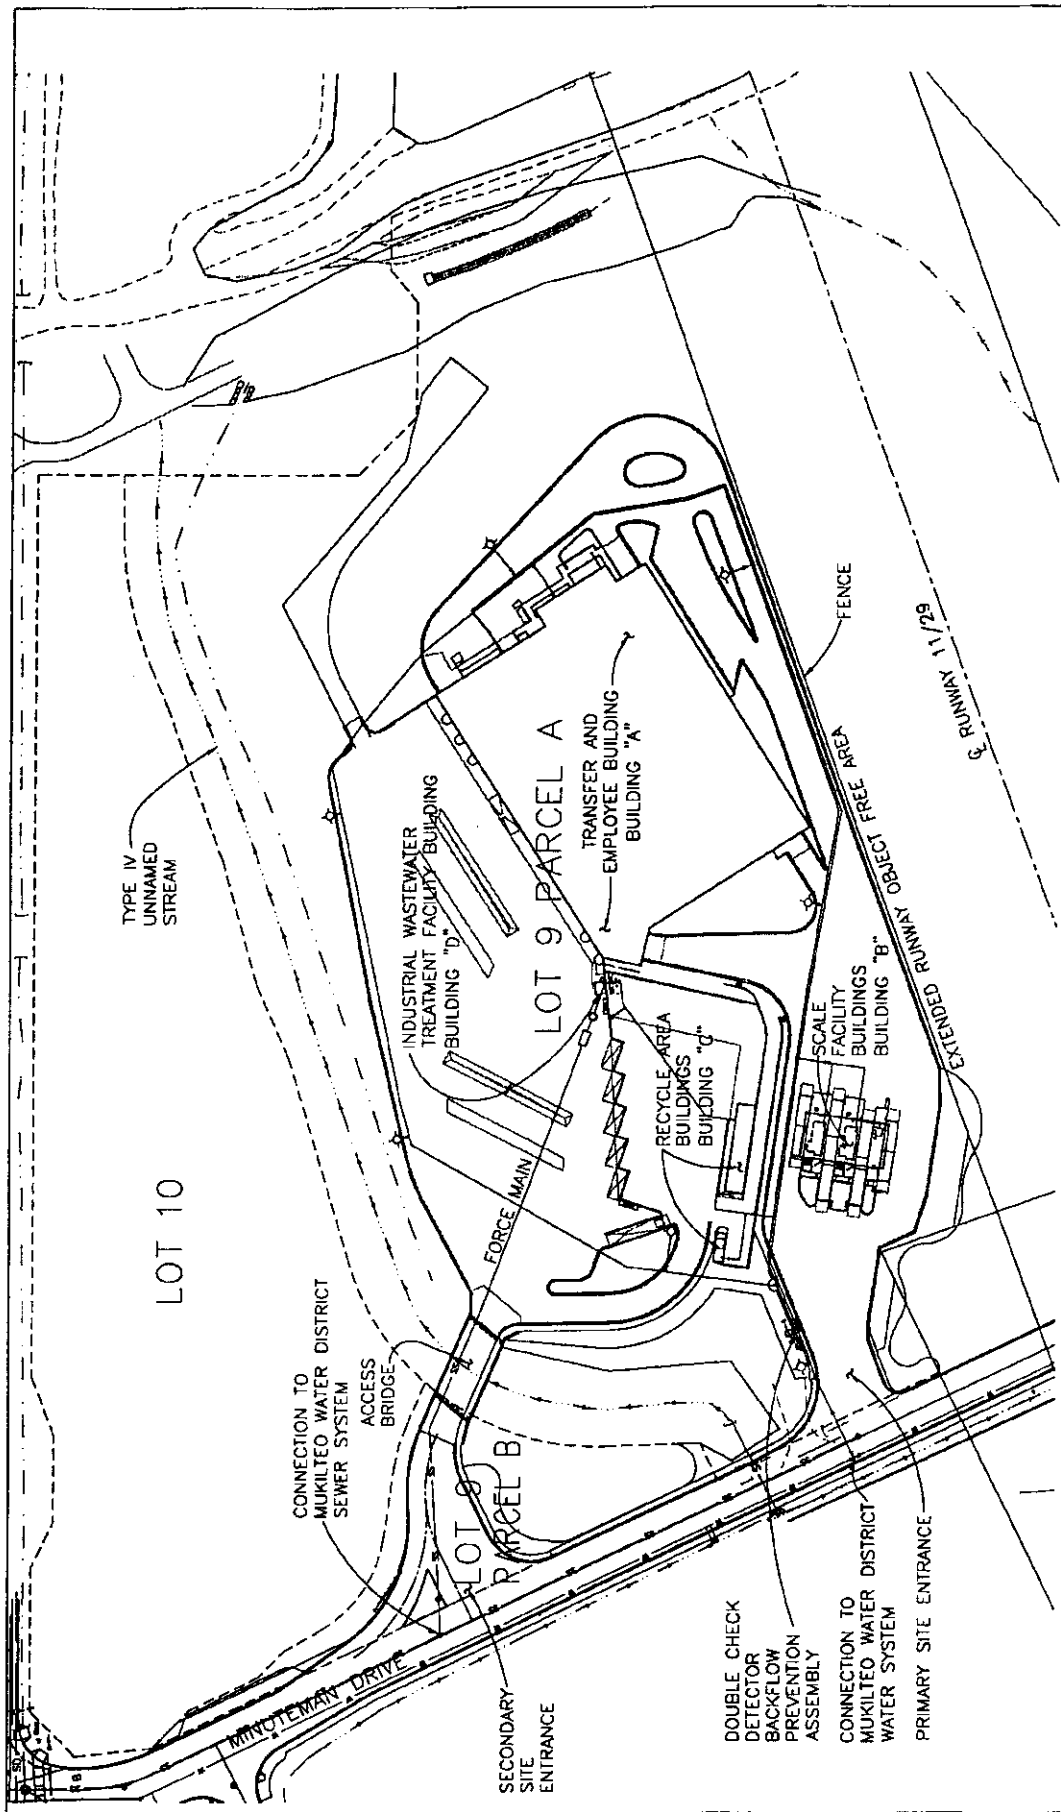 TYPE IV
UNNAMED
STREAM
LOT 10
CONNECTION TO
MUKILTEO WATER DISTRICT
SEWER SYSTEM
ACCESS
BRIDGE
INDUSTRIAL WASTEWATER
TREATMENT FACILITY BUILDING
BUILDING "D"
FORCE MAIN
LOT 9 PARCEL A
TRANSFER AND
EMPLOYEE BUILDING
BUILDING "A"
LOT 9
PARCEL B
MINUTEMAN DRIVE
SECONDARY
SITE
ENTRANCE
RECYCLE AREA
BUILDINGS
BUILDING "C"
SCALE
FACILITY
BUILDINGS
BUILDING "B"
FENCE
EXTENDED RUNWAY OBJECT FREE AREA
℄ RUNWAY 11/29
DOUBLE CHECK
DETECTOR
BACKFLOW
PREVENTION
ASSEMBLY
CONNECTION TO
MUKILTEO WATER DISTRICT
WATER SYSTEM
PRIMARY SITE ENTRANCE